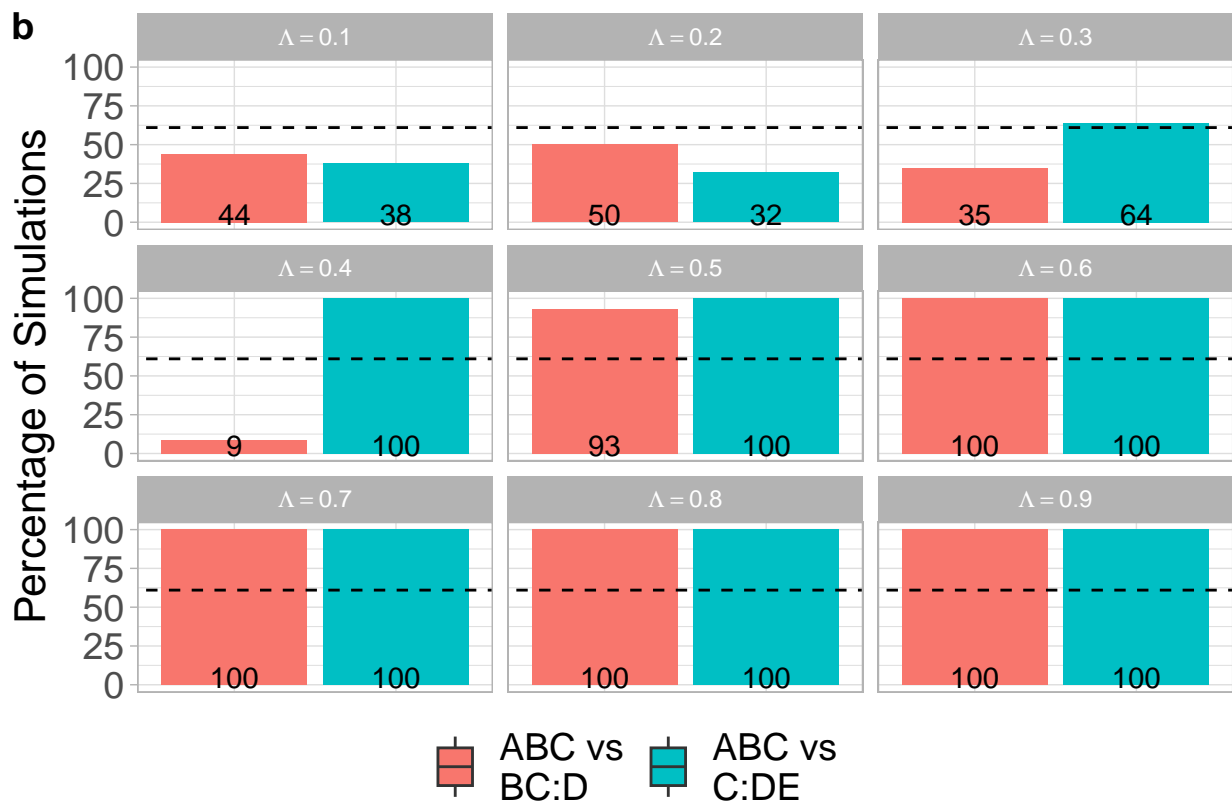 b
Λ = 0.1
Λ = 0.2
Λ = 0.3
Percentage of Simulations
100
75
50
25
0
44
38
50
32
35
64
Λ = 0.4
Λ = 0.5
Λ = 0.6
100
75
50
25
0
9
100
93
100
100
100
Λ = 0.7
Λ = 0.8
Λ = 0.9
100
75
50
25
0
100
100
100
100
100
100
ABC vs
BC:D
ABC vs
C:DE